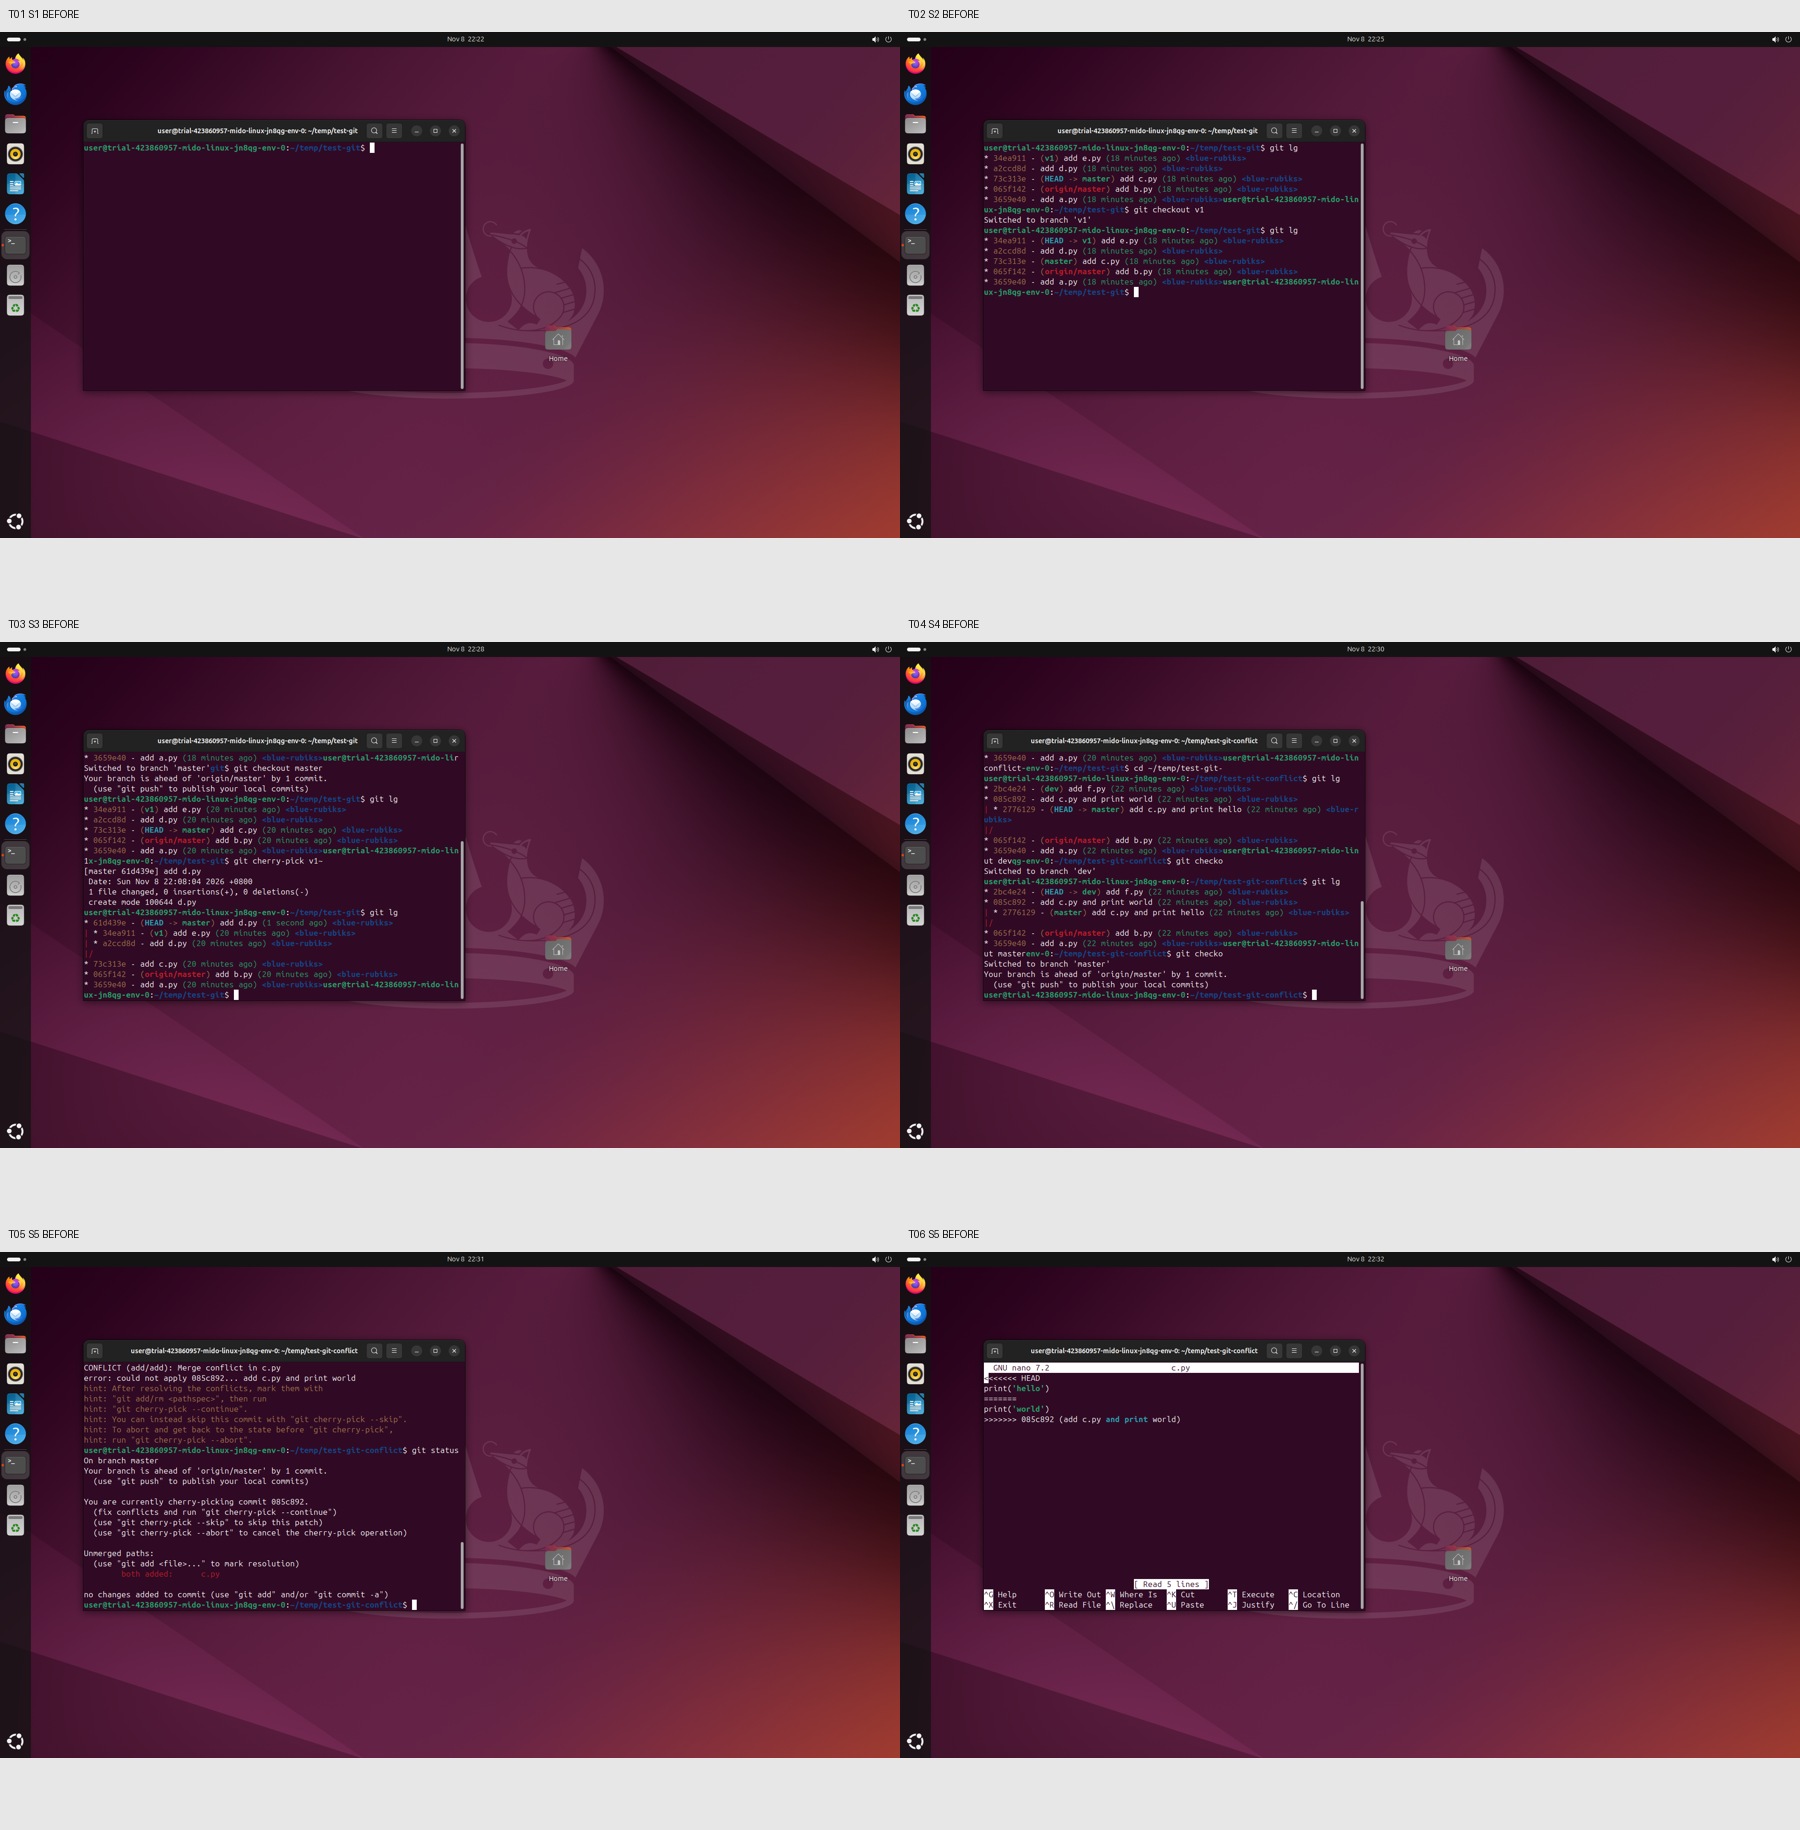 T01 S1 BEFORE
Nov 8 22:22
user@trial-423860957-mido-linux-jn8qg-env-0: ~/temp/test-git
user@trial-423860957-mido-linux-jn8qg-env-0:~/temp/test-git$
Home
T02 S2 BEFORE
Nov 8 22:25
user@trial-423860957-mido-linux-jn8qg-env-0: ~/temp/test-git
user@trial-423860957-mido-linux-jn8qg-env-0:~/temp/test-git$ git lg
* 34ea911 - (v1) add e.py (18 minutes ago) <blue-rubiks>
* a2ccd8d - add d.py (18 minutes ago) <blue-rubiks>
* 73c313e - (HEAD -> master) add c.py (18 minutes ago) <blue-rubiks>
* 065f142 - (origin/master) add b.py (18 minutes ago) <blue-rubiks>
* 3659e40 - add a.py (18 minutes ago) <blue-rubiks>user@trial-423860957-mido-lin
ux-jn8qg-env-0:~/temp/test-git$ git checkout v1
Switched to branch 'v1'
user@trial-423860957-mido-linux-jn8qg-env-0:~/temp/test-git$ git lg
* 34ea911 - (HEAD -> v1) add e.py (18 minutes ago) <blue-rubiks>
* a2ccd8d - add d.py (18 minutes ago) <blue-rubiks>
* 73c313e - (master) add c.py (18 minutes ago) <blue-rubiks>
* 065f142 - (origin/master) add b.py (18 minutes ago) <blue-rubiks>
* 3659e40 - add a.py (18 minutes ago) <blue-rubiks>user@trial-423860957-mido-lin
ux-jn8qg-env-0:~/temp/test-git$
Home
T03 S3 BEFORE
Nov 8 22:28
user@trial-423860957-mido-linux-jn8qg-env-0: ~/temp/test-git
* 3659e40 - add a.py (18 minutes ago) <blue-rubiks>user@trial-423860957-mido-lir
Switched to branch 'master'git$ git checkout master
Your branch is ahead of 'origin/master' by 1 commit.
(use "git push" to publish your local commits)
user@trial-423860957-mido-linux-jn8qg-env-0:~/temp/test-git$ git lg
* 34ea911 - (v1) add e.py (20 minutes ago) <blue-rubiks>
* a2ccd8d - add d.py (20 minutes ago) <blue-rubiks>
* 73c313e - (HEAD -> master) add c.py (20 minutes ago) <blue-rubiks>
* 065f142 - (origin/master) add b.py (20 minutes ago) <blue-rubiks>
* 3659e40 - add a.py (20 minutes ago) <blue-rubiks>user@trial-423860957-mido-lin
1x-jn8qg-env-0:~/temp/test-git$ git cherry-pick v1~
[master 61d439e] add d.py
Date: Sun Nov 8 22:08:04 2026 +0800
1 file changed, 0 insertions(+), 0 deletions(-)
create mode 100644 d.py
user@trial-423860957-mido-linux-jn8qg-env-0:~/temp/test-git$ git lg
* 61d439e - (HEAD -> master) add d.py (1 second ago) <blue-rubiks>
| * 34ea911 - (v1) add e.py (20 minutes ago) <blue-rubiks>
| * a2ccd8d - add d.py (20 minutes ago) <blue-rubiks>
|/
* 73c313e - add c.py (20 minutes ago) <blue-rubiks>
* 065f142 - (origin/master) add b.py (20 minutes ago) <blue-rubiks>
* 3659e40 - add a.py (20 minutes ago) <blue-rubiks>user@trial-423860957-mido-lin
ux-jn8qg-env-0:~/temp/test-git$
Home
T04 S4 BEFORE
Nov 8 22:30
user@trial-423860957-mido-linux-jn8qg-env-0: ~/temp/test-git-conflict
* 3659e40 - add a.py (20 minutes ago) <blue-rubiks>user@trial-423860957-mido-lin
conflict-env-0:~/temp/test-git$ cd ~/temp/test-git-
user@trial-423860957-mido-linux-jn8qg-env-0:~/temp/test-git-conflict$ git lg
* 2bc4e24 - (dev) add f.py (22 minutes ago) <blue-rubiks>
* 085c892 - add c.py and print world (22 minutes ago) <blue-rubiks>
| * 2776129 - (HEAD -> master) add c.py and print hello (22 minutes ago) <blue-r
ubiks>
|/
* 065f142 - (origin/master) add b.py (22 minutes ago) <blue-rubiks>
* 3659e40 - add a.py (22 minutes ago) <blue-rubiks>user@trial-423860957-mido-lin
ut devqg-env-0:~/temp/test-git-conflict$ git checko
Switched to branch 'dev'
user@trial-423860957-mido-linux-jn8qg-env-0:~/temp/test-git-conflict$ git lg
* 2bc4e24 - (HEAD -> dev) add f.py (22 minutes ago) <blue-rubiks>
* 085c892 - add c.py and print world (22 minutes ago) <blue-rubiks>
| * 2776129 - (master) add c.py and print hello (22 minutes ago) <blue-rubiks>
|/
* 065f142 - (origin/master) add b.py (22 minutes ago) <blue-rubiks>
* 3659e40 - add a.py (22 minutes ago) <blue-rubiks>user@trial-423860957-mido-lin
ut masterenv-0:~/temp/test-git-conflict$ git checko
Switched to branch 'master'
Your branch is ahead of 'origin/master' by 1 commit.
(use "git push" to publish your local commits)
user@trial-423860957-mido-linux-jn8qg-env-0:~/temp/test-git-conflict$
Home
T05 S5 BEFORE
Nov 8 22:31
user@trial-423860957-mido-linux-jn8qg-env-0: ~/temp/test-git-conflict
CONFLICT (add/add): Merge conflict in c.py
error: could not apply 085c892... add c.py and print world
hint: After resolving the conflicts, mark them with
hint: "git add/rm <pathspec>", then run
hint: "git cherry-pick --continue".
hint: You can instead skip this commit with "git cherry-pick --skip".
hint: To abort and get back to the state before "git cherry-pick",
hint: run "git cherry-pick --abort".
user@trial-423860957-mido-linux-jn8qg-env-0:~/temp/test-git-conflict$ git status
On branch master
Your branch is ahead of 'origin/master' by 1 commit.
(use "git push" to publish your local commits)
You are currently cherry-picking commit 085c892.
(fix conflicts and run "git cherry-pick --continue")
(use "git cherry-pick --skip" to skip this patch)
(use "git cherry-pick --abort" to cancel the cherry-pick operation)
Unmerged paths:
(use "git add <file>..." to mark resolution)
both added: c.py
no changes added to commit (use "git add" and/or "git commit -a")
user@trial-423860957-mido-linux-jn8qg-env-0:~/temp/test-git-conflict$
Home
T06 S5 BEFORE
Nov 8 22:32
user@trial-423860957-mido-linux-jn8qg-env-0: ~/temp/test-git-conflict
GNU nano 7.2 c.py
<<<<<<< HEAD
print('hello')
=======
print('world')
>>>>>>> 085c892 (add c.py and print world)
[ Read 5 lines ]
^G Help ^O Write Out ^W Where Is ^K Cut ^T Execute ^C Location
^X Exit ^R Read File ^\ Replace ^U Paste ^J Justify ^/ Go To Line
Home